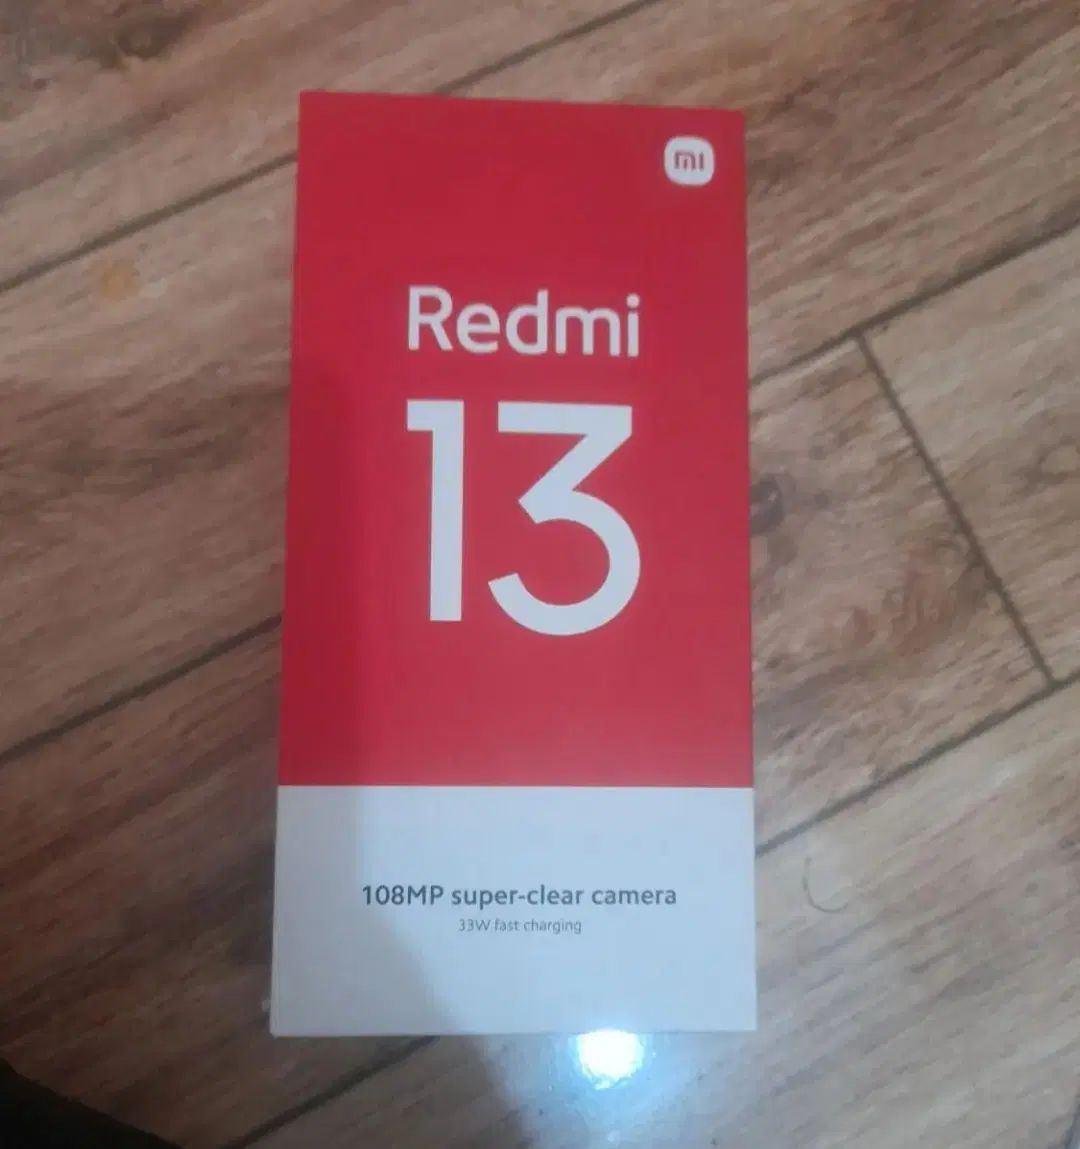 mi
Redmi
13
108MP super-clear camera
33W fast charging